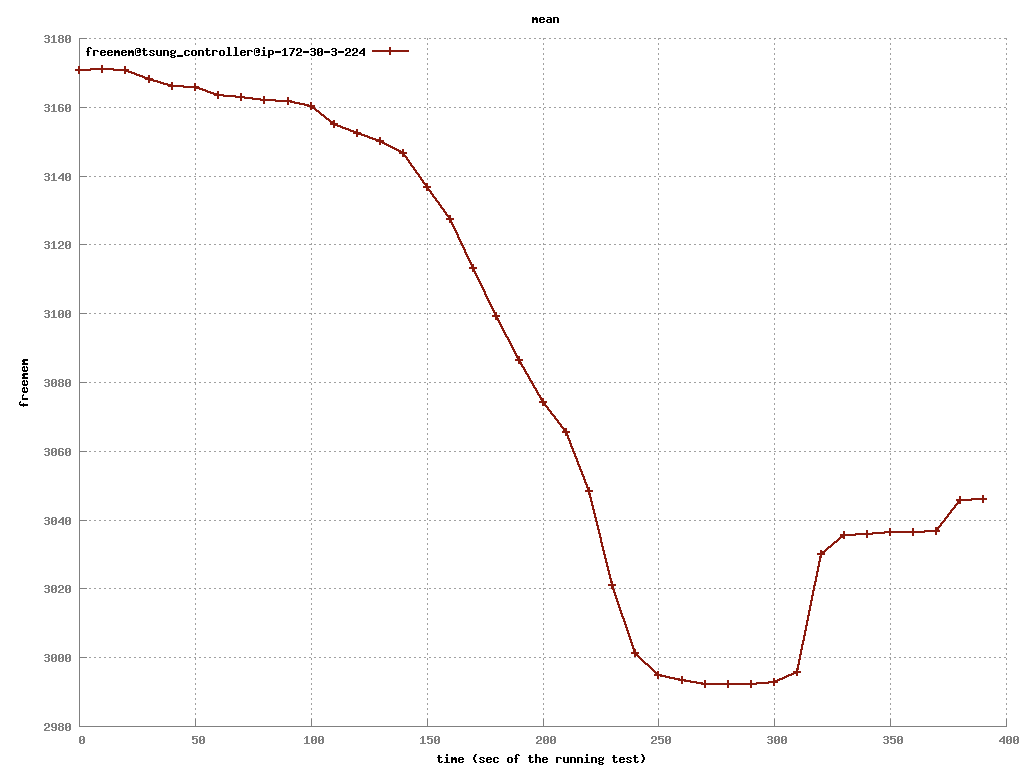 mean
3180
freemem@tsung_controller@ip-172-30-3-224
3160
3140
3120
3100
3080
freemem
3060
3040
3020
3000
2980
0 50 100 150 200 250 300 350 400
time (sec of the running test)